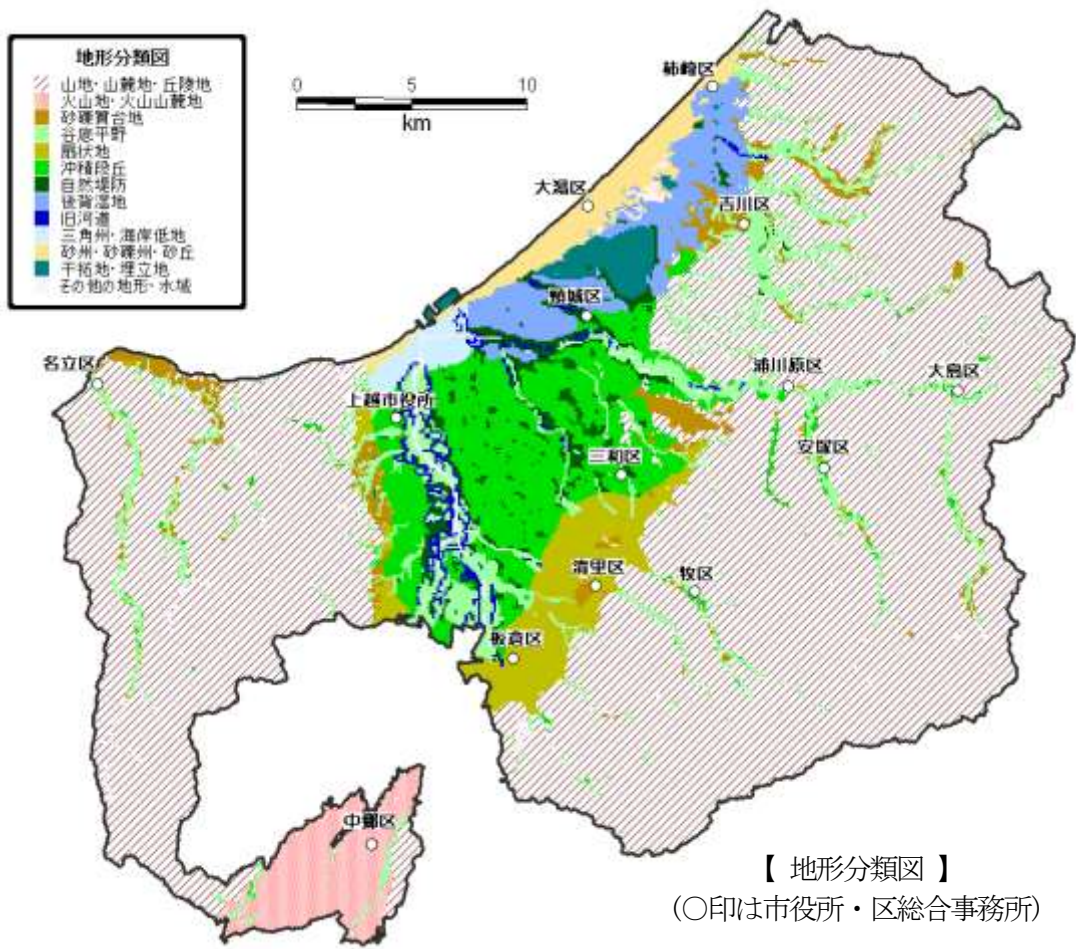 地形分類図
山地・山麓地・丘陵地
火山地・火山山麓地
砂礫質台地
谷底平野
扇状地
沖積段丘
自然堤防
後背湿地
旧河道
三角州・海岸低地
砂州・砂礫州・砂丘
干拓地・埋立地
その他の地形・水域
0 5 10
km
柿崎区
大潟区
吉川区
頸城区
名立区
浦川原区
大島区
上越市役所
安塚区
三和区
清里区
牧区
板倉区
中郷区
【 地形分類図 】
(○印は市役所・区総合事務所)